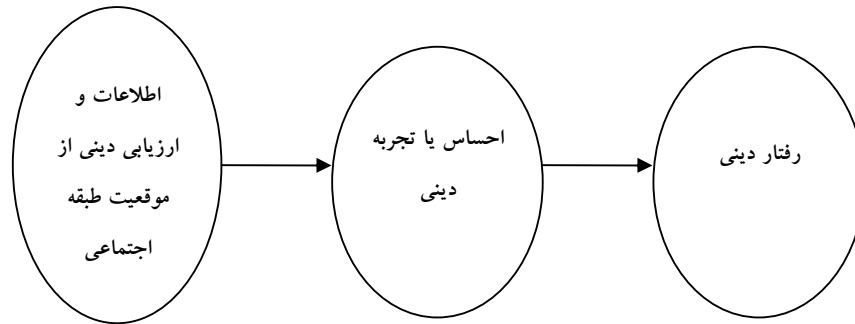 اطلاعات و
ارزیابی دینی از
موقعیت طبقه
اجتماعی
احساس یا تجربه
دینی
رفتار دینی